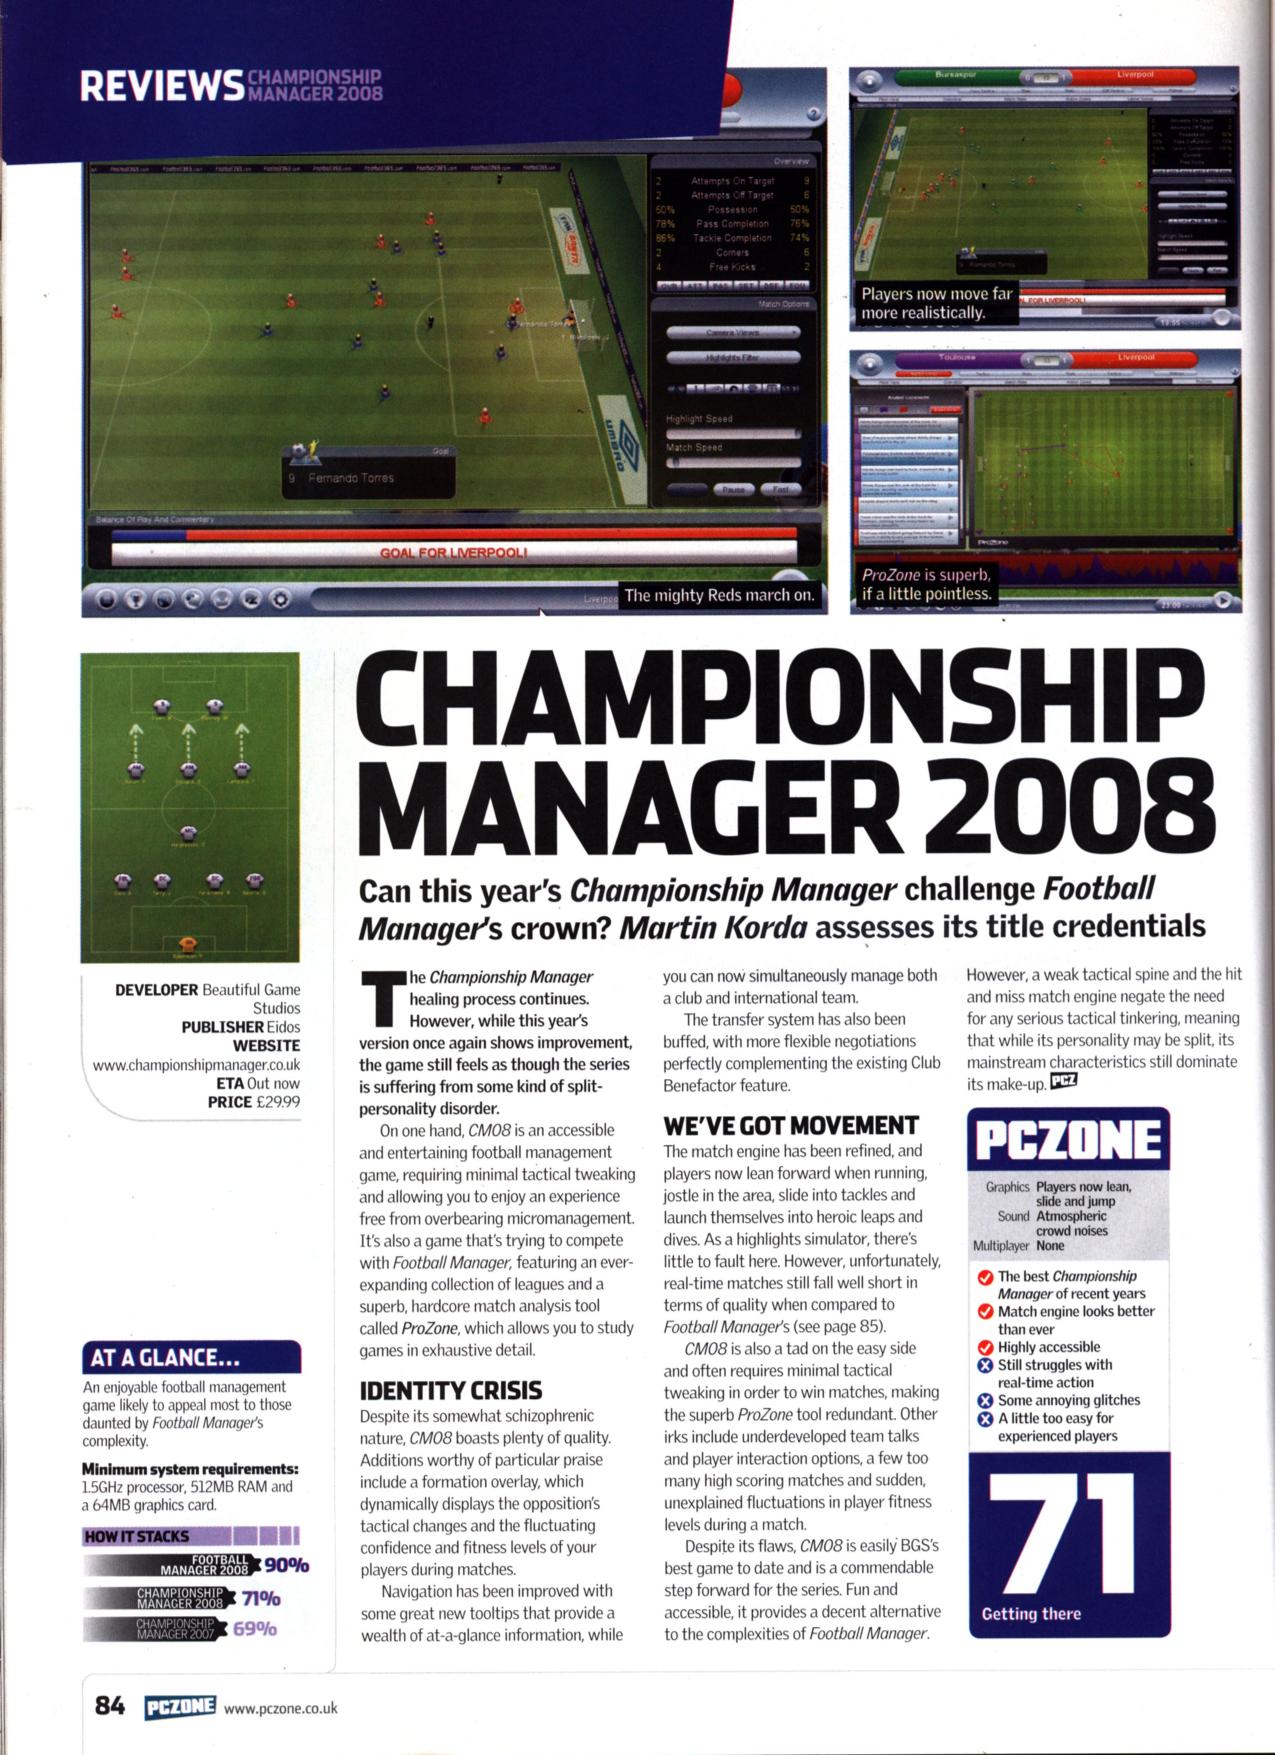 REVIEWS CHAMPIONSHIP
MANAGER 2008
Overview
2 Attempts On Target 9
2 Attempts Off Target 6
50% Possession 50%
78% Pass Completion 76%
86% Tackle Completion 74%
2 Corners 6
4 Free Kicks 2
Match Options
Camera Views
Highlights Filter
Highlight Speed
Match Speed
Pause Fast
UMBRO
Goal
9 Fernando Torres
Balance Of Play And Commentary
GOAL FOR LIVERPOOL!
The mighty Reds march on.
Bursaspor Liverpool
Players now move far
more realistically.
Toulouse Liverpool
ProZone
ProZone is superb,
if a little pointless.
CHAMPIONSHIP
MANAGER 2008
Can this year's Championship Manager challenge Football
Manager's crown? Martin Korda assesses its title credentials
DEVELOPER Beautiful Game
Studios
PUBLISHER Eidos
WEBSITE
www.championshipmanager.co.uk
ETA Out now
PRICE £29.99
AT A GLANCE...
An enjoyable football management
game likely to appeal most to those
daunted by Football Manager's
complexity.
Minimum system requirements:
1.5GHz processor, 512MB RAM and
a 64MB graphics card.
HOW IT STACKS
FOOTBALL
MANAGER 2008 90%
CHAMPIONSHIP
MANAGER 2008 71%
CHAMPIONSHIP
MANAGER 2007 69%
The Championship Manager
healing process continues.
However, while this year's
version once again shows improvement,
the game still feels as though the series
is suffering from some kind of split-
personality disorder.
On one hand, CM08 is an accessible
and entertaining football management
game, requiring minimal tactical tweaking
and allowing you to enjoy an experience
free from overbearing micromanagement.
It's also a game that's trying to compete
with Football Manager, featuring an ever-
expanding collection of leagues and a
superb, hardcore match analysis tool
called ProZone, which allows you to study
games in exhaustive detail.
IDENTITY CRISIS
Despite its somewhat schizophrenic
nature, CM08 boasts plenty of quality.
Additions worthy of particular praise
include a formation overlay, which
dynamically displays the opposition's
tactical changes and the fluctuating
confidence and fitness levels of your
players during matches.
Navigation has been improved with
some great new tooltips that provide a
wealth of at-a-glance information, while
you can now simultaneously manage both
a club and international team.
The transfer system has also been
buffed, with more flexible negotiations
perfectly complementing the existing Club
Benefactor feature.
WE'VE GOT MOVEMENT
The match engine has been refined, and
players now lean forward when running,
jostle in the area, slide into tackles and
launch themselves into heroic leaps and
dives. As a highlights simulator, there's
little to fault here. However, unfortunately,
real-time matches still fall well short in
terms of quality when compared to
Football Manager's (see page 85).
CM08 is also a tad on the easy side
and often requires minimal tactical
tweaking in order to win matches, making
the superb ProZone tool redundant. Other
irks include underdeveloped team talks
and player interaction options, a few too
many high scoring matches and sudden,
unexplained fluctuations in player fitness
levels during a match.
Despite its flaws, CM08 is easily BGS's
best game to date and is a commendable
step forward for the series. Fun and
accessible, it provides a decent alternative
to the complexities of Football Manager.
However, a weak tactical spine and the hit
and miss match engine negate the need
for any serious tactical tinkering, meaning
that while its personality may be split, its
mainstream characteristics still dominate
its make-up. PCZ
PCZONE
Graphics Players now lean,
slide and jump
Sound Atmospheric
crowd noises
Multiplayer None
The best Championship
Manager of recent years
Match engine looks better
than ever
Highly accessible
Still struggles with
real-time action
Some annoying glitches
A little too easy for
experienced players
71
Getting there
84 PCZONE www.pczone.co.uk